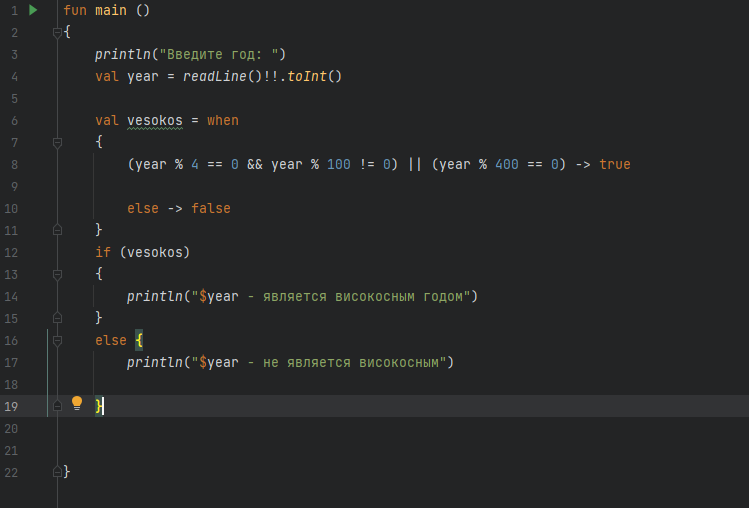 1 fun main ()
2 {
3 println("Введите год: ")
4 val year = readLine()!!.toInt()
5
6 val vesokos = when
7 {
8 (year % 4 == 0 && year % 100 != 0) || (year % 400 == 0) -> true
9
10 else -> false
11 }
12 if (vesokos)
13 {
14 println("$year - является високосным годом")
15 }
16 else {
17 println("$year - не является високосным")
18
19 }
20
21
22 }